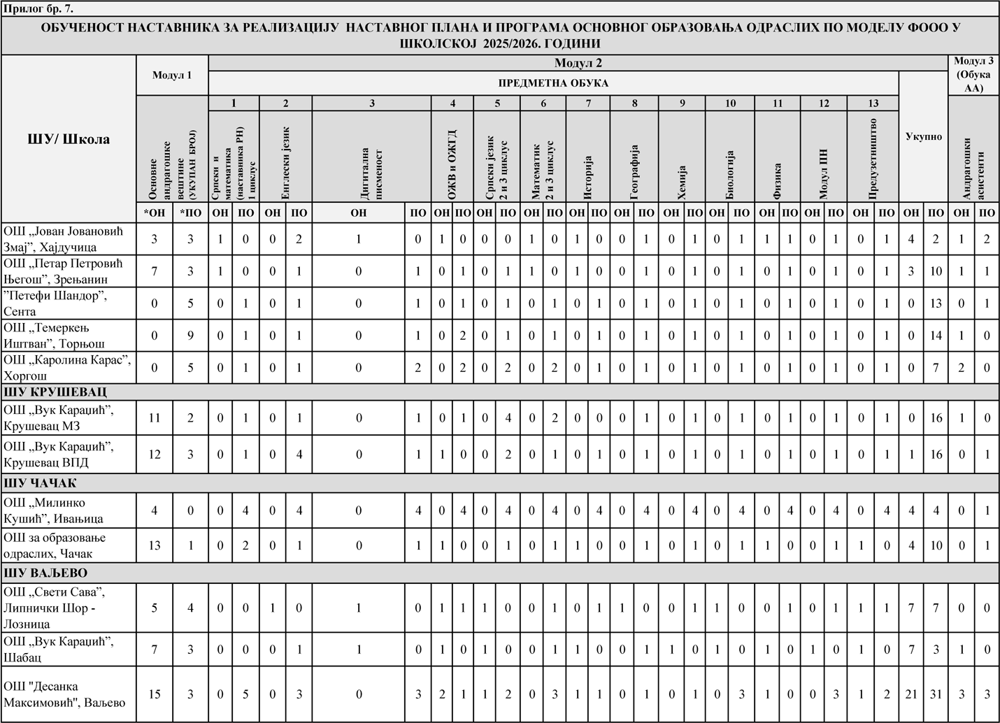 Прилог бр. 7.
ОБУЧЕНОСТ НАСТАВНИКА ЗА РЕАЛИЗАЦИЈУ НАСТАВНОГ ПЛАНА И ПРОГРАМА ОСНОВНОГ ОБРАЗОВАЊА ОДРАСЛИХ ПО МОДЕЛУ ФООО У
ШКОЛСКОЈ 2025/2026. ГОДИНИ
ШУ/ Школа
Модул 1
Модул 2
Модул 3
(Обука
АА)
ПРЕДМЕТНА ОБУКА
1 2 3 4 5 6 7 8 9 10 11 12 13
Основне
андрагошке
вештине
(УКУПАН БРОЈ)
Српски и
математика
(наставника РН)
1 циклус
Енглески језик
Дигитална
писменост
ОЖВ и ОЖГД
Српски језик
2 и 3 циклус
Математик
2 и 3 циклус
Историја
Географија
Хемија
Биологија
Физика
Модул ПН
Предузетништво
Укупно
Андрагошки
асистенти
*ОН *ПО ОН ПО ОН ПО ОН ПО ОН ПО ОН ПО ОН ПО ОН ПО ОН ПО ОН ПО ОН ПО ОН ПО ОН ПО ОН ПО ОН ПО ОН ПО
ОШ „Јован Јовановић
Змај”, Хајдучица
3 3 1 0 0 2 1 0 1 0 0 0 1 0 1 0 0 1 0 1 0 1 1 1 0 1 0 1 4 2 1 2
ОШ „Петар Петровић
Његош”, Зрењанин
7 3 1 0 0 1 0 1 0 1 0 1 1 0 1 0 0 1 0 1 0 1 0 1 0 1 0 1 3 10 1 1
”Петефи Шандор”,
Сента
0 5 0 1 0 1 0 1 0 1 0 1 0 1 0 1 0 1 0 1 0 1 0 1 0 1 0 1 0 13 0 1
ОШ „Темеркењ
Иштван”, Торњош
0 9 0 1 0 1 0 1 0 2 0 1 0 1 0 1 0 1 0 1 0 1 0 1 0 1 0 1 0 14 1 0
ОШ „Каролина Карас”,
Хоргош
0 5 0 1 0 1 0 2 0 2 0 2 0 2 0 1 0 1 0 1 0 1 0 1 0 1 0 1 0 7 2 0
ШУ КРУШЕВАЦ
ОШ „Вук Караџић”,
Крушевац МЗ
11 2 0 1 0 1 0 1 0 1 0 4 0 2 0 0 0 1 0 1 0 1 0 1 0 1 0 1 0 16 1 0
ОШ „Вук Караџић”,
Крушевац ВПД
12 3 0 1 0 4 0 1 1 0 0 2 0 1 0 1 0 1 0 1 0 1 0 1 0 1 0 1 1 16 0 1
ШУ ЧАЧАК
ОШ „Милинко
Кушић”, Ивањица
4 0 0 4 0 4 0 4 0 4 0 4 0 4 0 4 0 4 0 4 0 4 0 4 0 4 0 4 4 4 0 1
ОШ за образовање
одраслих, Чачак
13 1 0 2 0 1 0 1 1 0 0 1 0 1 1 0 0 1 0 1 0 1 1 0 0 1 1 0 4 10 0 1
ШУ ВАЉЕВО
ОШ „Свети Сава”,
Липнички Шор -
Лозница
5 4 0 0 1 0 1 0 1 1 1 0 0 1 0 1 1 0 0 1 1 0 0 1 0 1 1 1 7 7 0 0
ОШ „Вук Караџић”,
Шабац
7 3 0 0 0 1 1 0 1 0 1 0 0 1 1 0 0 1 1 0 1 0 1 0 1 0 1 0 7 3 1 0
ОШ "Десанка
Максимовић", Ваљево
15 3 0 5 0 3 0 3 2 1 1 2 0 3 1 1 0 1 0 1 0 3 1 0 0 3 1 2 21 31 3 3